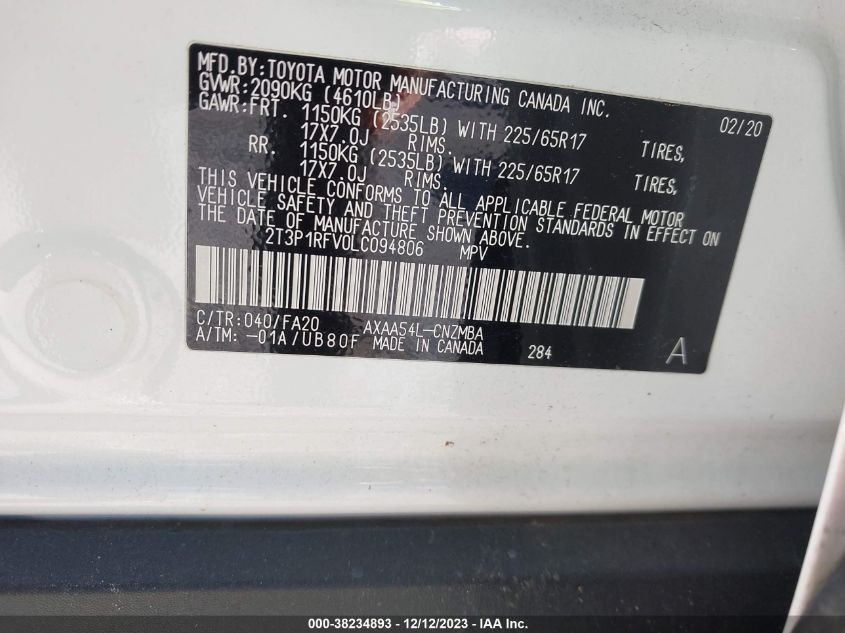 MFD.BY:TOYOTA MOTOR MANUFACTURING CANADA INC.
GVWR:2090KG (4610LB) 02/20
GAWR:FRT. 1150KG (2535LB) WITH 225/65R17 TIRES,
17X7.0J RIMS.
RR. 1150KG (2535LB) WITH 225/65R17 TIRES,
17X7.0J RIMS.
THIS VEHICLE CONFORMS TO ALL APPLICABLE FEDERAL MOTOR
VEHICLE SAFETY AND THEFT PREVENTION STANDARDS IN EFFECT ON
THE DATE OF MANUFACTURE SHOWN ABOVE.
2T3P1RFV0LC094806 MPV
C/TR:040/FA20 AXAA54L-CNZMBA
A/TM: -01A/UB80F MADE IN CANADA 284 A
000-38234893 - 12/12/2023 - IAA Inc.